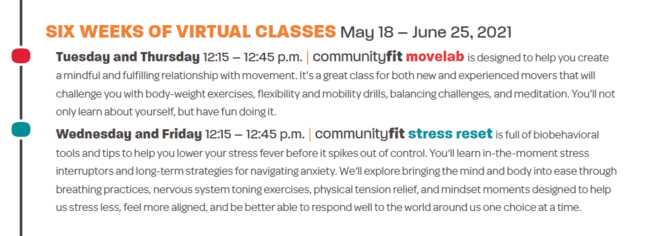 SIX WEEKS OF VIRTUAL CLASSES May 18 – June 25, 2021
Tuesday and Thursday 12:15 – 12:45 p.m. | communityfit movelab is designed to help you create
a mindful and fulfilling relationship with movement. It's a great class for both new and experienced movers that will
challenge you with body-weight exercises, flexibility and mobility drills, balancing challenges, and meditation. You'll not
only learn about yourself, but have fun doing it.
Wednesday and Friday 12:15 – 12:45 p.m. | communityfit stress reset is full of biobehavioral
tools and tips to help you lower your stress fever before it spikes out of control. You'll learn in-the-moment stress
interruptors and long-term strategies for navigating anxiety. We'll explore bringing the mind and body into ease through
breathing practices, nervous system toning exercises, physical tension relief, and mindset moments designed to help
us stress less, feel more aligned, and be better able to respond well to the world around us one choice at a time.